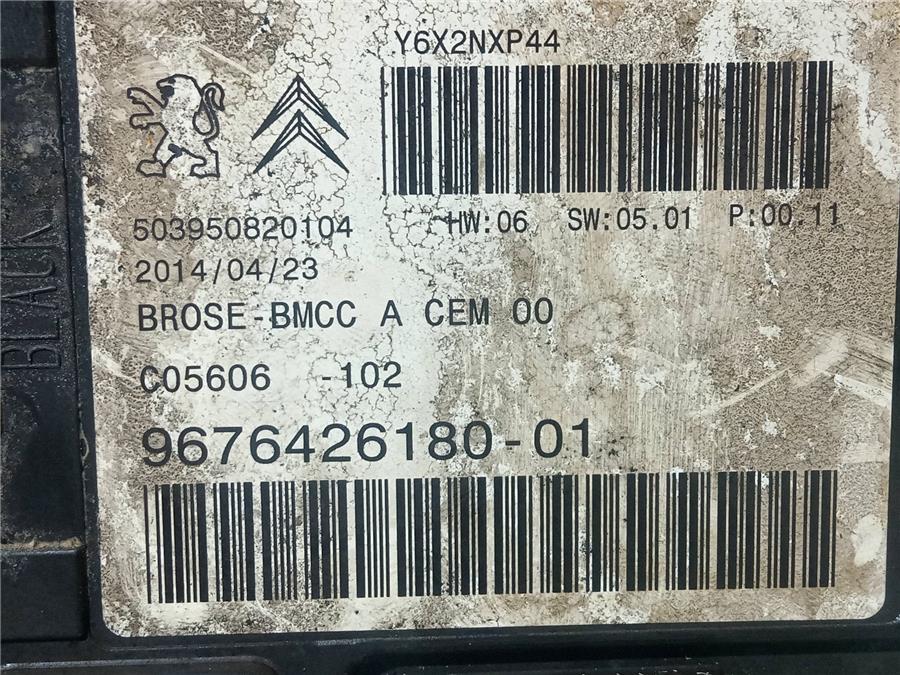 Y6X2NXP44
503950820104 HW:06 SW:05.01 P:00.11
2014/04/23
BROSE-BMCC A CEM 00
C05606 -102
9676426180-01
BLACK